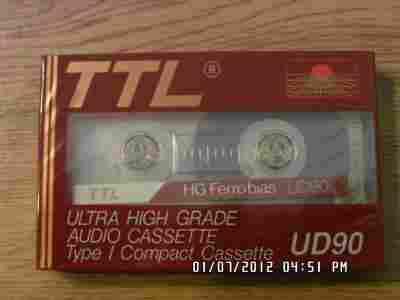 TTL ®
TTL HG Ferrobias UD90
ULTRA HIGH GRADE
AUDIO CASSETTE
Type I Compact Cassette UD90
01/07/2012 04:51 PM